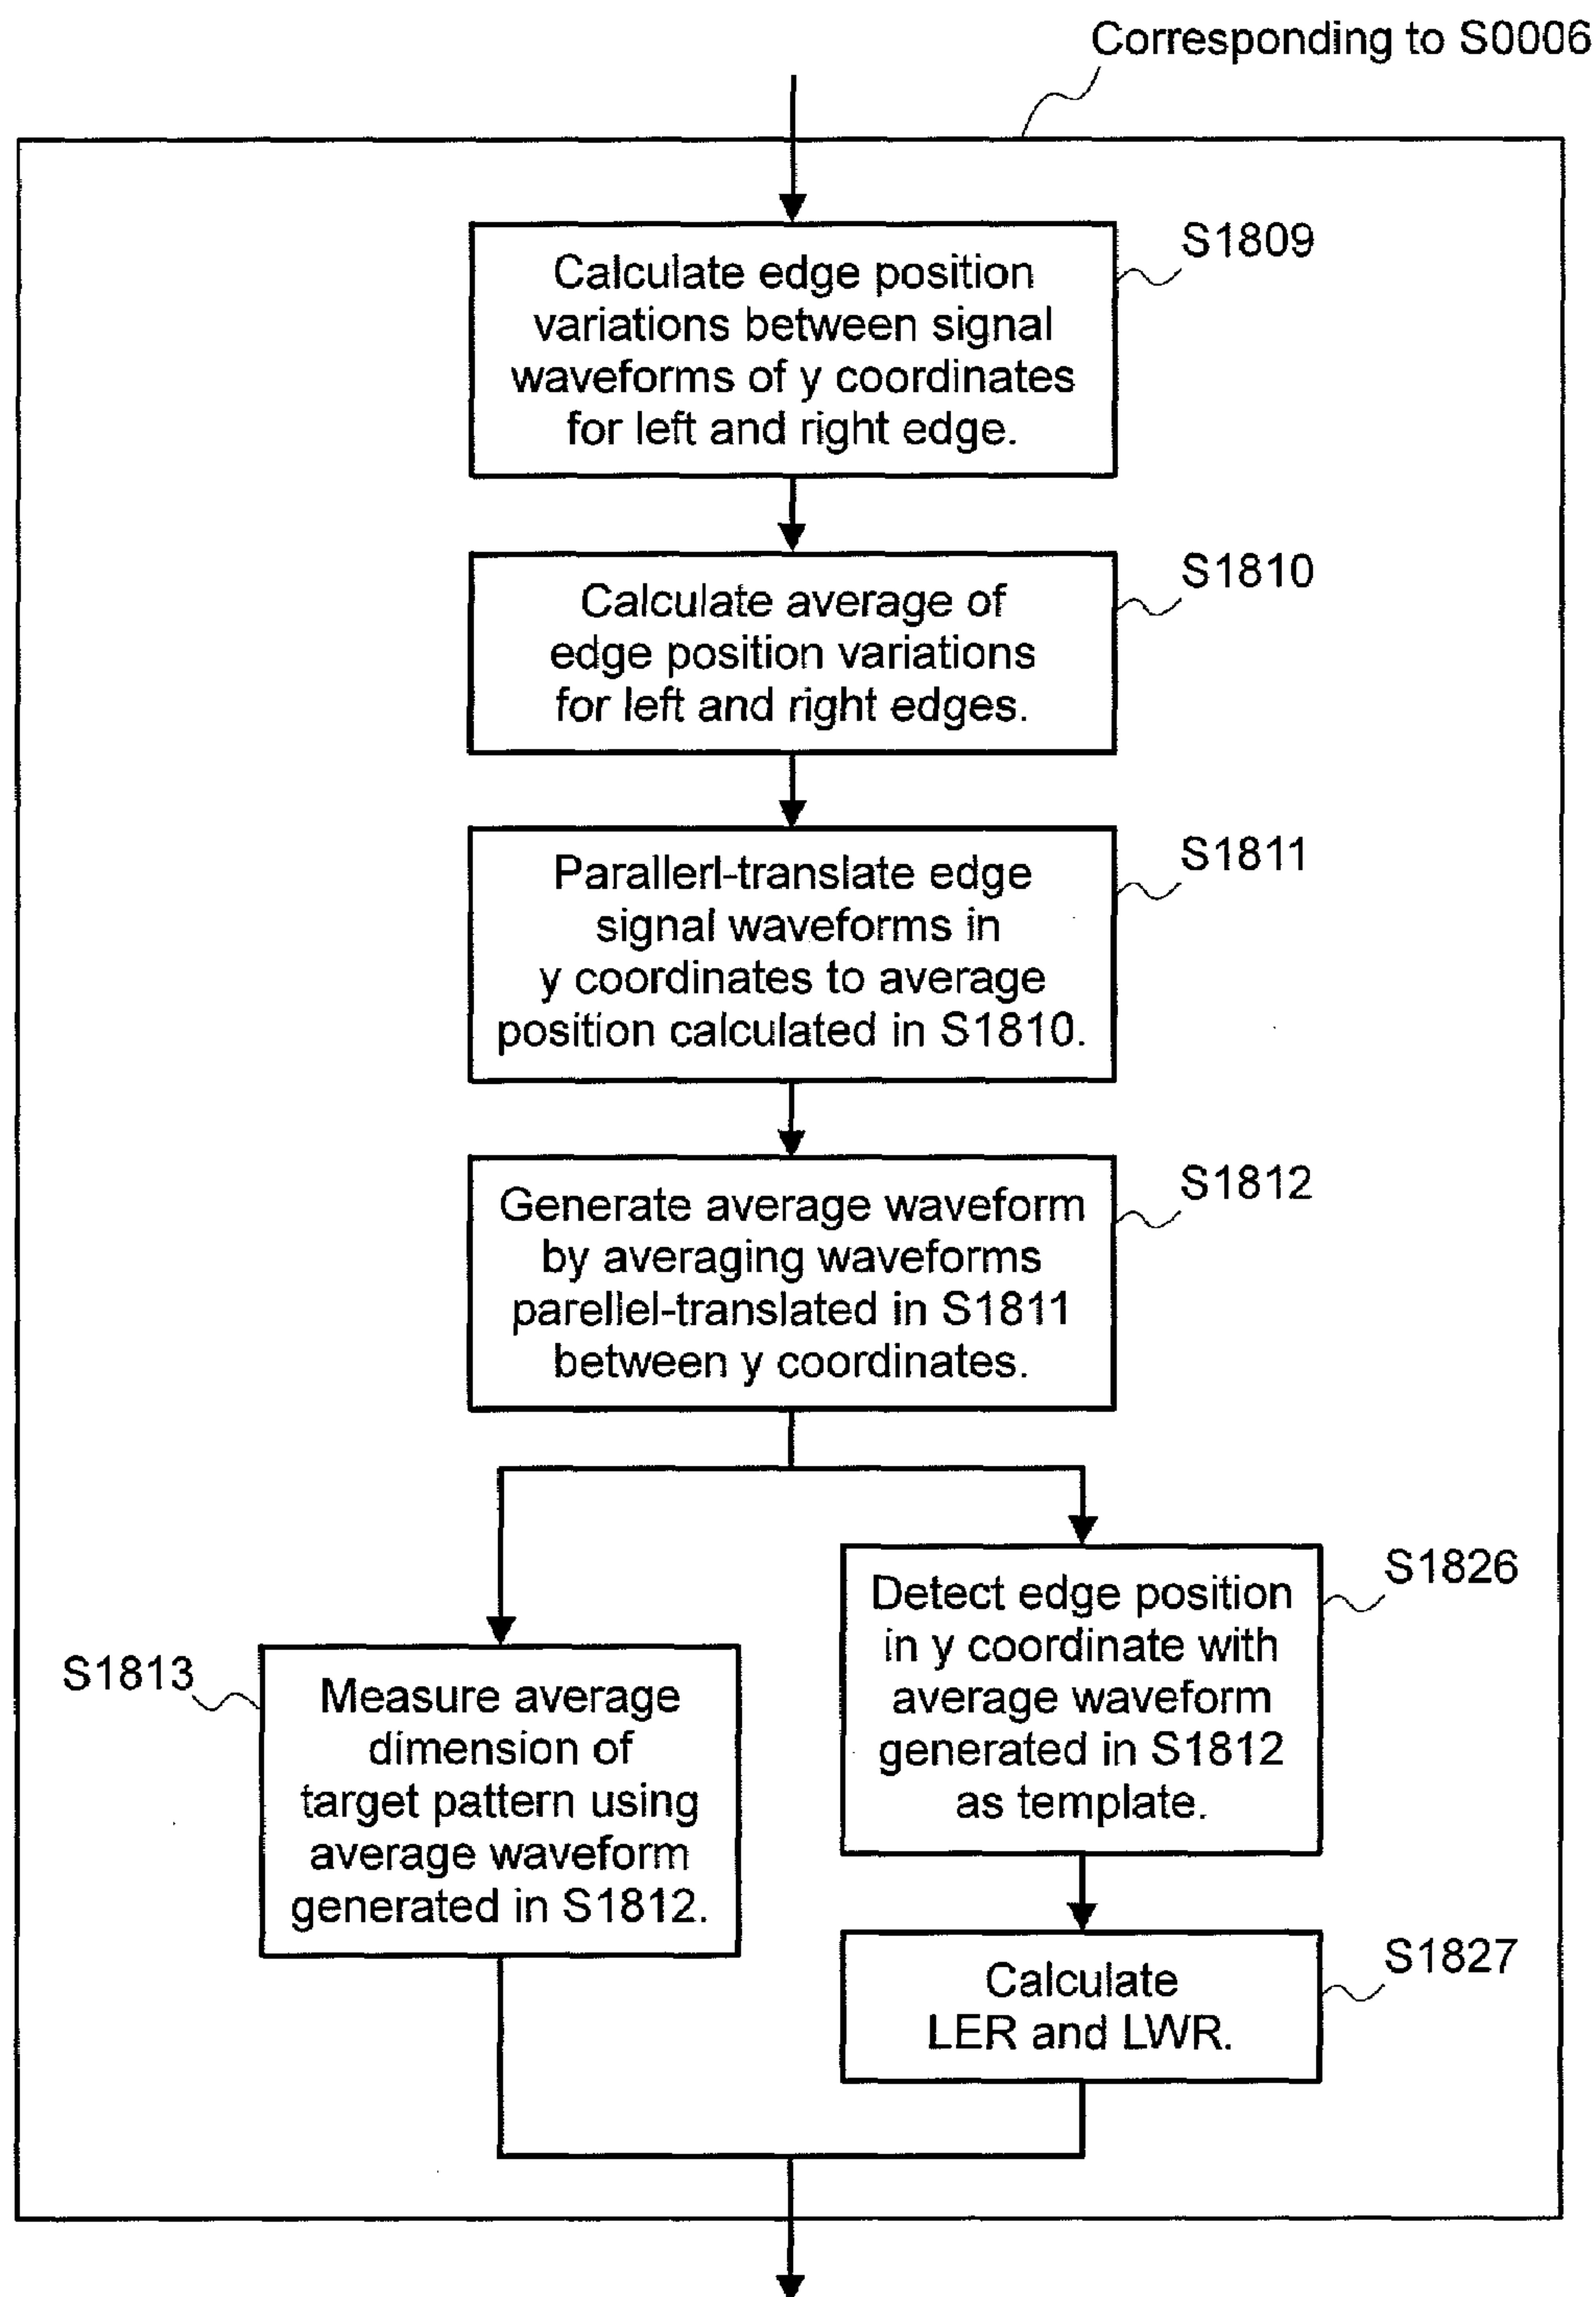 Corresponding to S0006
Calculate edge position
variations between signal
waveforms of y coordinates
for left and right edge.
S1809
Calculate average of
edge position variations
for left and right edges.
S1810
Parallerl-translate edge
signal waveforms in
y coordinates to average
position calculated in S1810.
S1811
Generate average waveform
by averaging waveforms
parellel-translated in S1811
between y coordinates.
S1812
S1813
Measure average
dimension of
target pattern using
average waveform
generated in S1812.
Detect edge position
in y coordinate with
average waveform
generated in S1812
as template.
S1826
Calculate
LER and LWR.
S1827